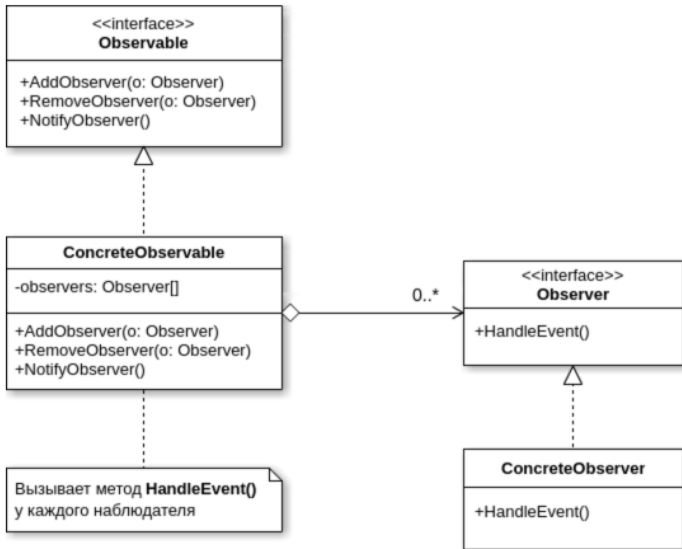 <<interface>>
Observable
+AddObserver(o: Observer)
+RemoveObserver(o: Observer)
+NotifyObserver()
ConcreteObservable
-observers: Observer[]
+AddObserver(o: Observer)
+RemoveObserver(o: Observer)
+NotifyObserver()
0..*
<<interface>>
Observer
+HandleEvent()
ConcreteObserver
+HandleEvent()
Вызывает метод HandleEvent()
у каждого наблюдателя